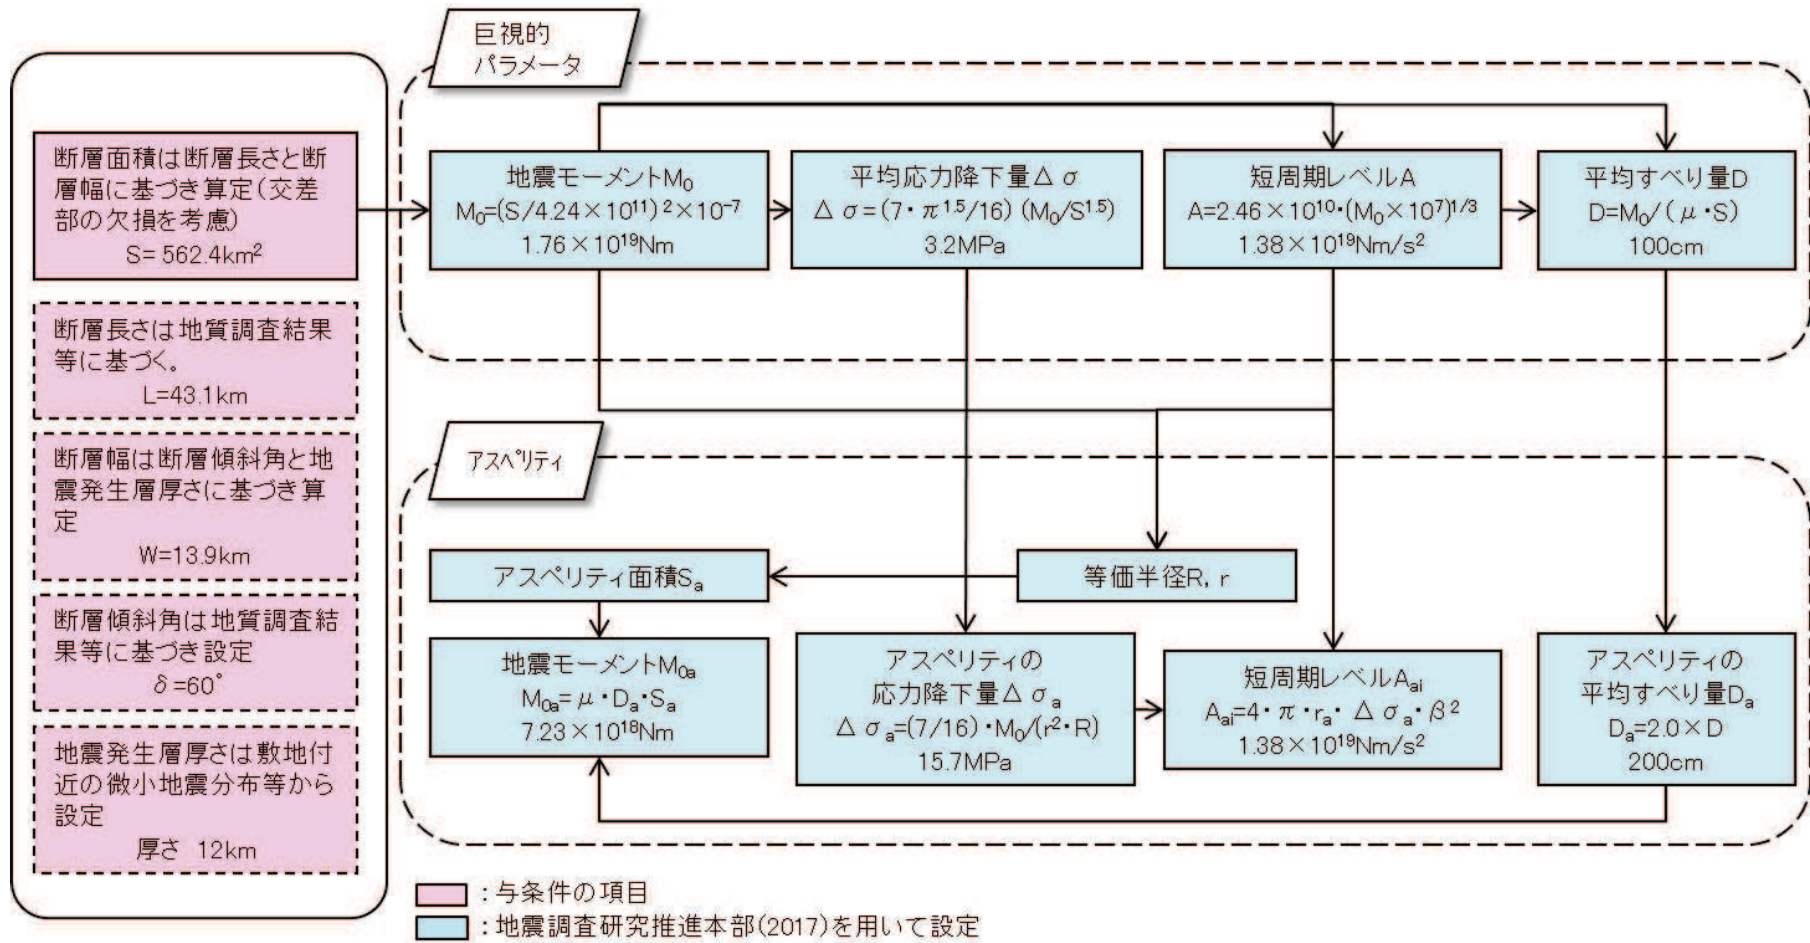 断層面積は断層長さと断
層幅に基づき算定(交差
部の欠損を考慮)
S= 562.4km²
断層長さは地質調査結果
等に基づく。
L=43.1km
断層幅は断層傾斜角と地
震発生層厚さに基づき算
定
W=13.9km
断層傾斜角は地質調査結
果等に基づき設定
δ=60°
地震発生層厚さは敷地付
近の微小地震分布等から
設定
厚さ 12km
巨視的
パラメータ
地震モーメントM₀
M₀=(S/4.24×10¹¹)²×10⁻⁷
1.76×10¹⁹Nm
平均応力降下量Δσ
Δσ=(7・π¹·⁵/16) (M₀/S¹·⁵)
3.2MPa
短周期レベルA
A=2.46×10¹⁰・(M₀×10⁷)¹/³
1.38×10¹⁹Nm/s²
平均すべり量D
D=M₀/(μ・S)
100cm
アスペリティ
アスペリティ面積Sₐ
等価半径R, r
地震モーメントM₀ₐ
M₀ₐ=μ・Dₐ・Sₐ
7.23×10¹⁸Nm
アスペリティの
応力降下量Δσₐ
Δσₐ=(7/16)・M₀/(r²・R)
15.7MPa
短周期レベルAₐᵢ
Aₐᵢ=4・π・rₐ・Δσₐ・β²
1.38×10¹⁹Nm/s²
アスペリティの
平均すべり量Dₐ
Dₐ=2.0×D
200cm
:与条件の項目
:地震調査研究推進本部(2017)を用いて設定